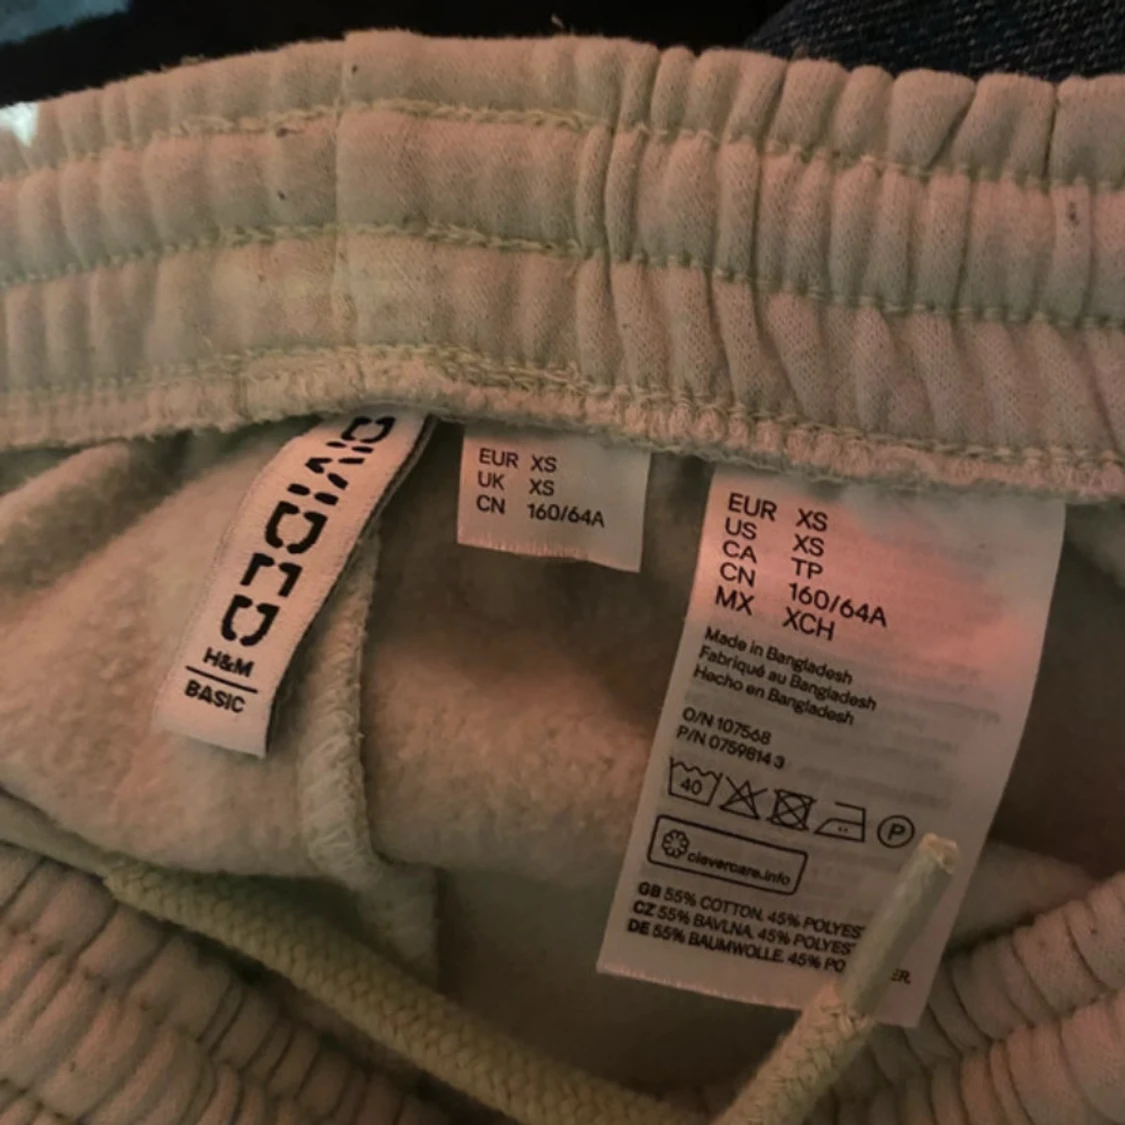 DIVIDED
H&M
BASIC
EUR XS
UK XS
CN 160/64A
EUR XS
US XS
CA TP
CN 160/64A
MX XCH
Made in Bangladesh
Fabriqué au Bangladesh
Hecho en Bangladesh
O/N 107568
P/N 0759814 3
40
P
clevercare.info
GB 55% COTTON. 45% POLYES
CZ 55% BAVLNA. 45% POLYES
DE 55% BAUMWOLLE. 45% PO ER.